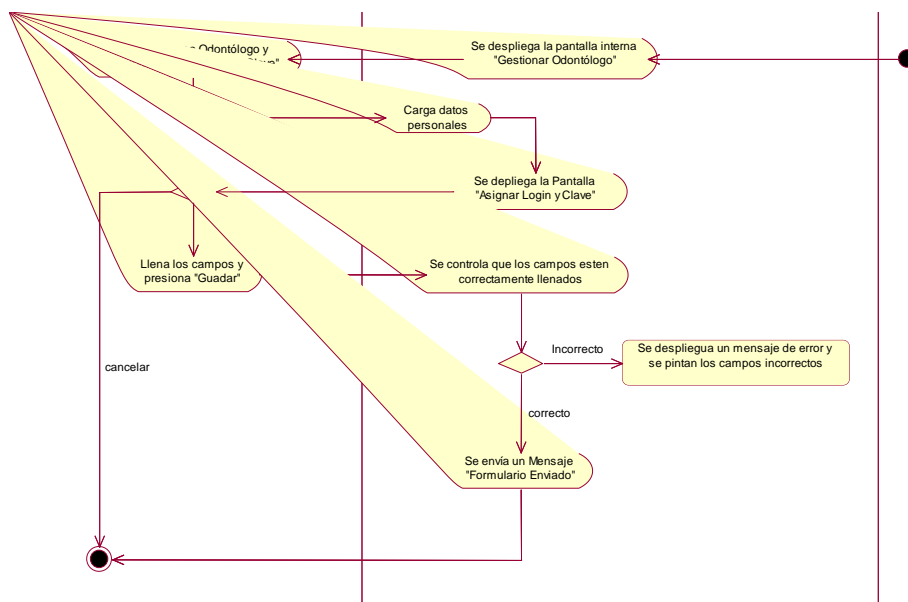 Odontólogo y
Se despliega la pantalla interna
"Gestionar Odontólogo"
Carga datos
personales
Se depliega la Pantalla
"Asignar Login y Clave"
Llena los campos y
presiona "Guadar"
Se controla que los campos esten
correctamente llenados
Incorrecto
Se despliegua un mensaje de error y
se pintan los campos incorrectos
cancelar
correcto
Se envía un Mensaje
"Formulario Enviado"